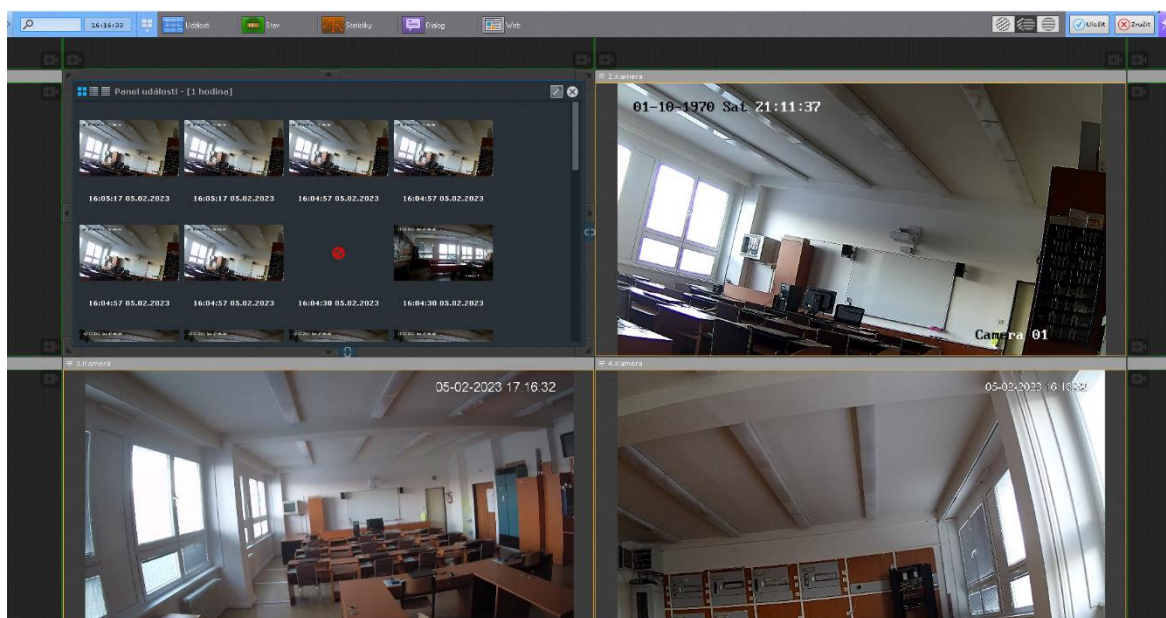 16:16:33 Události Stav Statistiky Dialog Web Uložit Zrušit
Panel událostí - [1 hodina]
16:05:17 05.02.2023 16:05:17 05.02.2023 16:04:57 05.02.2023 16:04:57 05.02.2023
16:04:57 05.02.2023 16:04:57 05.02.2023 16:04:30 05.02.2023 16:04:30 05.02.2023
2.Kamera
01-10-1970 Sat 21:11:37
Camera 01
3.Kamera
05-02-2023 17:16:32
4.Kamera
05-02-2023